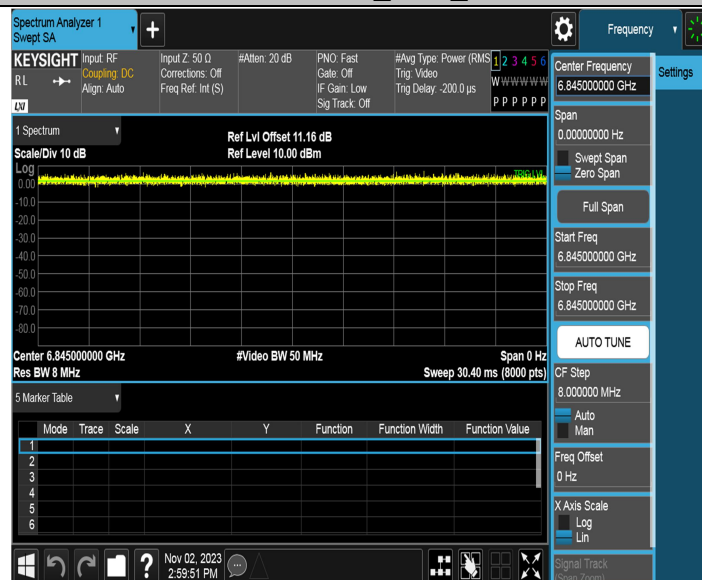 Spectrum Analyzer 1
Swept SA
+
Frequency
KEYSIGHT
RL
LXI
Input: RF
Coupling: DC
Align: Auto
Input Z: 50 Ω
Corrections: Off
Freq Ref: Int (S)
#Atten: 20 dB
PNO: Fast
Gate: Off
IF Gain: Low
Sig Track: Off
#Avg Type: Power (RMS
Trig: Video
Trig Delay: -200.0 µs
1 2 3 4 5 6
W W W W W W
P P P P P P
Center Frequency
6.845000000 GHz
Settings
Span
0.00000000 Hz
Swept Span
Zero Span
Full Span
Start Freq
6.845000000 GHz
Stop Freq
6.845000000 GHz
AUTO TUNE
CF Step
8.000000 MHz
Auto
Man
Freq Offset
0 Hz
X Axis Scale
Log
Lin
Signal Track
(Span Zoom)
1 Spectrum
Scale/Div 10 dB
Ref Lvl Offset 11.16 dB
Ref Level 10.00 dBm
Log
TRIG LVL
0.00
-10.0
-20.0
-30.0
-40.0
-50.0
-60.0
-70.0
-80.0
Center 6.845000000 GHz
#Video BW 50 MHz
Span 0 Hz
Res BW 8 MHz
Sweep 30.40 ms (8000 pts)
5 Marker Table
Mode Trace Scale X Y Function Function Width Function Value
1
2
3
4
5
6
?
Nov 02, 2023
2:59:51 PM